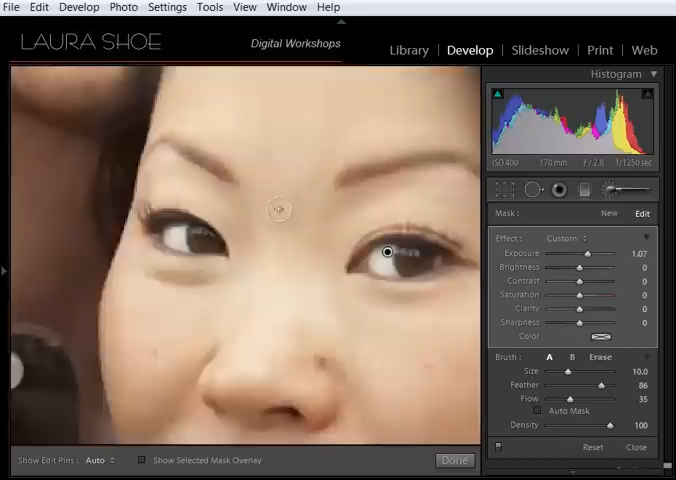 File Edit Develop Photo Settings Tools View Window Help
LAURA SHOE Digital Workshops
Library | Develop | Slideshow | Print | Web
Histogram
ISO 400 170 mm ƒ / 2.8 1/1250 sec
Mask : New Edit
Effect : Custom
Exposure 1.07
Brightness 0
Contrast 0
Saturation 0
Clarity 0
Sharpness 0
Color
Brush : A B Erase
Size 10.0
Feather 86
Flow 35
Auto Mask
Density 100
Reset Close
Show Edit Pins : Auto Show Selected Mask Overlay Done